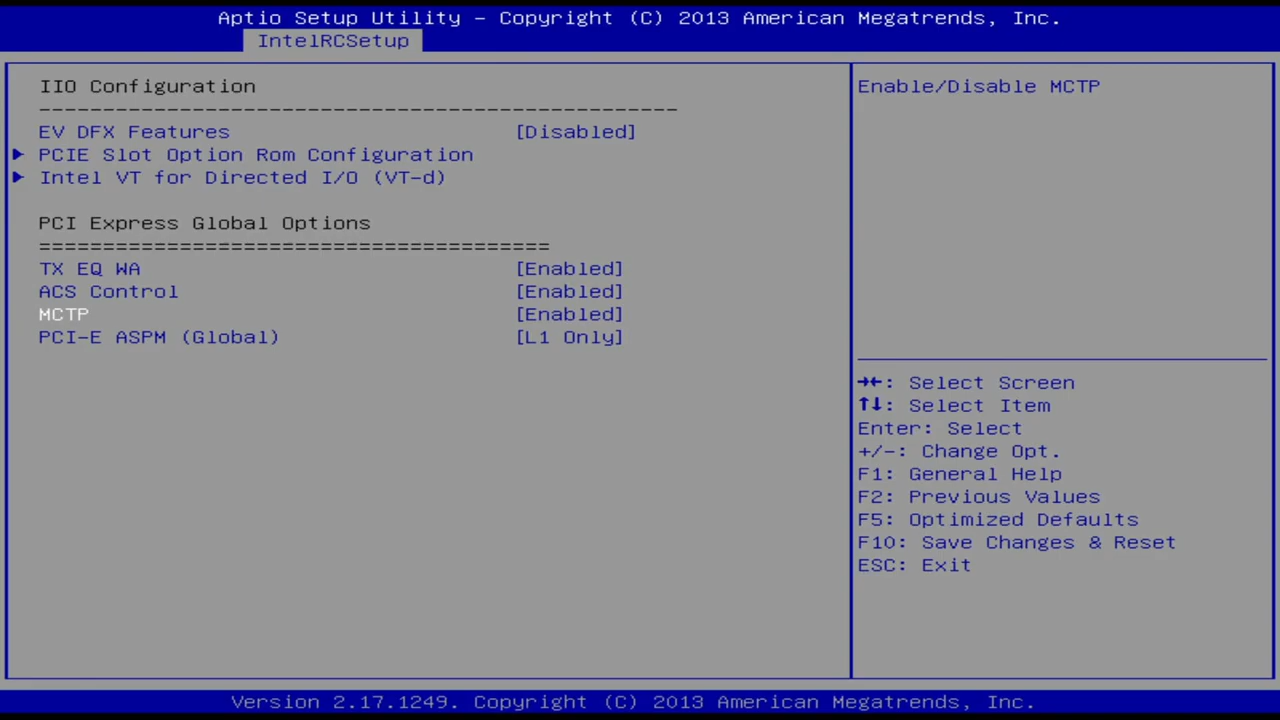 Aptio Setup Utility – Copyright (C) 2013 American Megatrends, Inc.
IntelRCSetup
IIO Configuration
--------------------------------------------------
EV DFX Features [Disabled]
PCIE Slot Option Rom Configuration
Intel VT for Directed I/O (VT-d)
PCI Express Global Options
========================================
TX EQ WA [Enabled]
ACS Control [Enabled]
MCTP [Enabled]
PCI-E ASPM (Global) [L1 Only]
Enable/Disable MCTP
→←: Select Screen
↑↓: Select Item
Enter: Select
+/-: Change Opt.
F1: General Help
F2: Previous Values
F5: Optimized Defaults
F10: Save Changes & Reset
ESC: Exit
Version 2.17.1249. Copyright (C) 2013 American Megatrends, Inc.